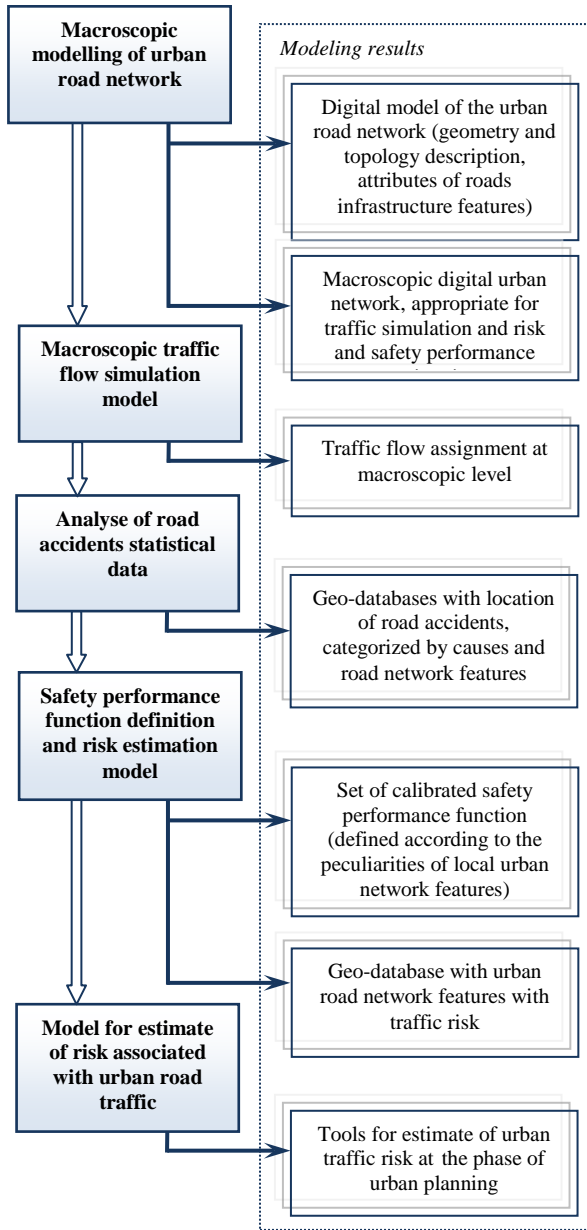 Macroscopic
modelling of urban
road network
Modeling results
Digital model of the urban
road network (geometry and
topology description,
attributes of roads
infrastructure features)
Macroscopic digital urban
network, appropriate for
traffic simulation and risk
and safety performance
Macroscopic traffic
flow simulation
model
Traffic flow assignment at
macroscopic level
Analyse of road
accidents statistical
data
Geo-databases with location
of road accidents,
categorized by causes and
road network features
Safety performance
function definition
and risk estimation
model
Set of calibrated safety
performance function
(defined according to the
peculiarities of local urban
network features)
Geo-database with urban
road network features with
traffic risk
Model for estimate
of risk associated
with urban road
traffic
Tools for estimate of urban
traffic risk at the phase of
urban planning